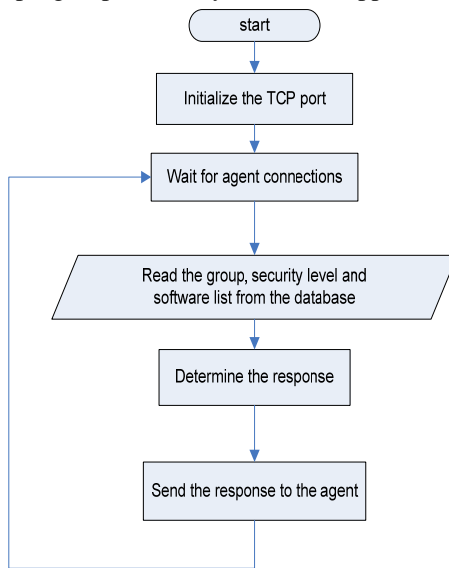 start
Initialize the TCP port
Wait for agent connections
Read the group, security level and
software list from the database
Determine the response
Send the response to the agent